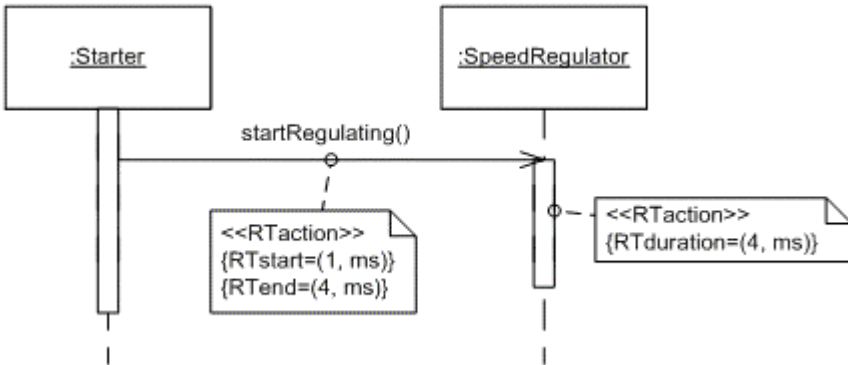 :Starter
:SpeedRegulator
startRegulating()
<<RTaction>>
{RTstart=(1, ms)}
{RTend=(4, ms)}
<<RTaction>>
{RTduration=(4, ms)}